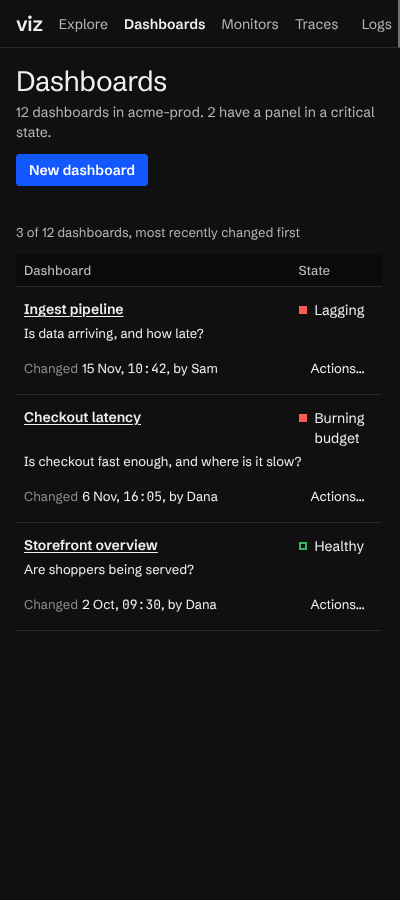 viz Explore Dashboards Monitors Traces Logs
Dashboards
12 dashboards in acme-prod. 2 have a panel in a critical
state.
New dashboard
3 of 12 dashboards, most recently changed first
Dashboard State
Ingest pipeline Lagging
Is data arriving, and how late?
Changed 15 Nov, 10:42, by Sam Actions...
Checkout latency Burning
budget
Is checkout fast enough, and where is it slow?
Changed 6 Nov, 16:05, by Dana Actions...
Storefront overview Healthy
Are shoppers being served?
Changed 2 Oct, 09:30, by Dana Actions...